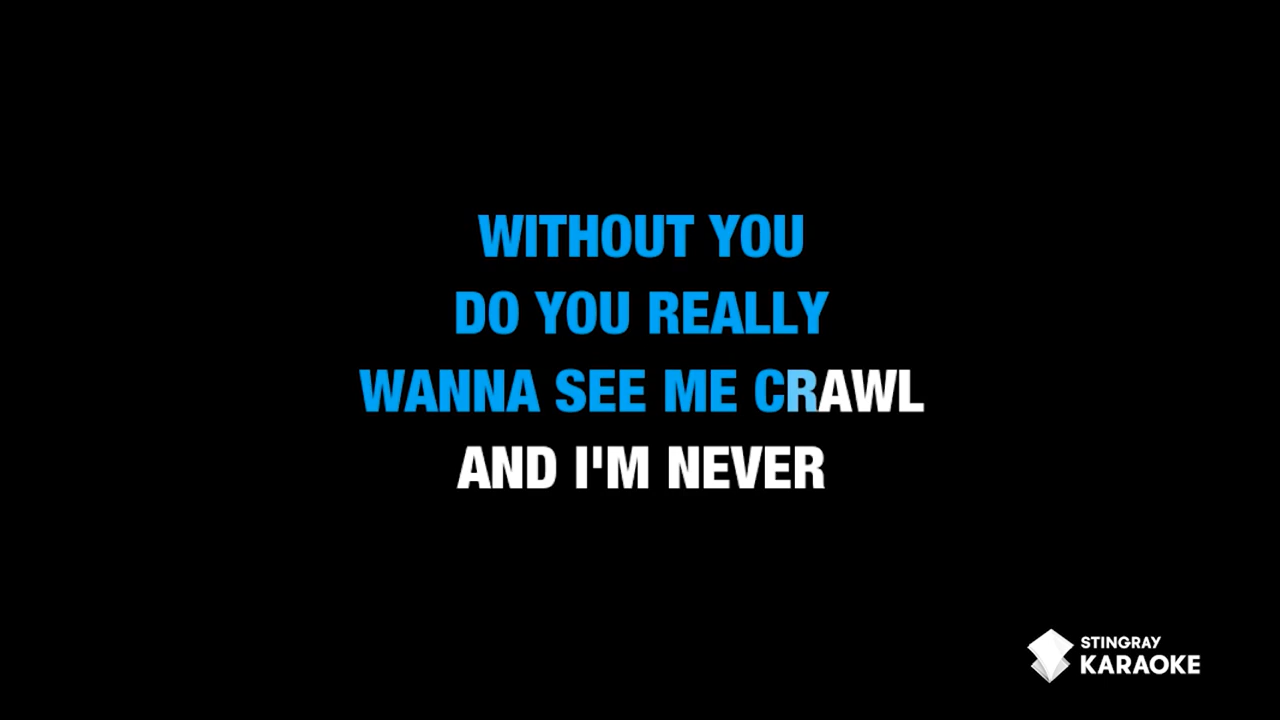 WITHOUT YOU
DO YOU REALLY
WANNA SEE ME CRAWL
AND I'M NEVER
STINGRAY
KARAOKE